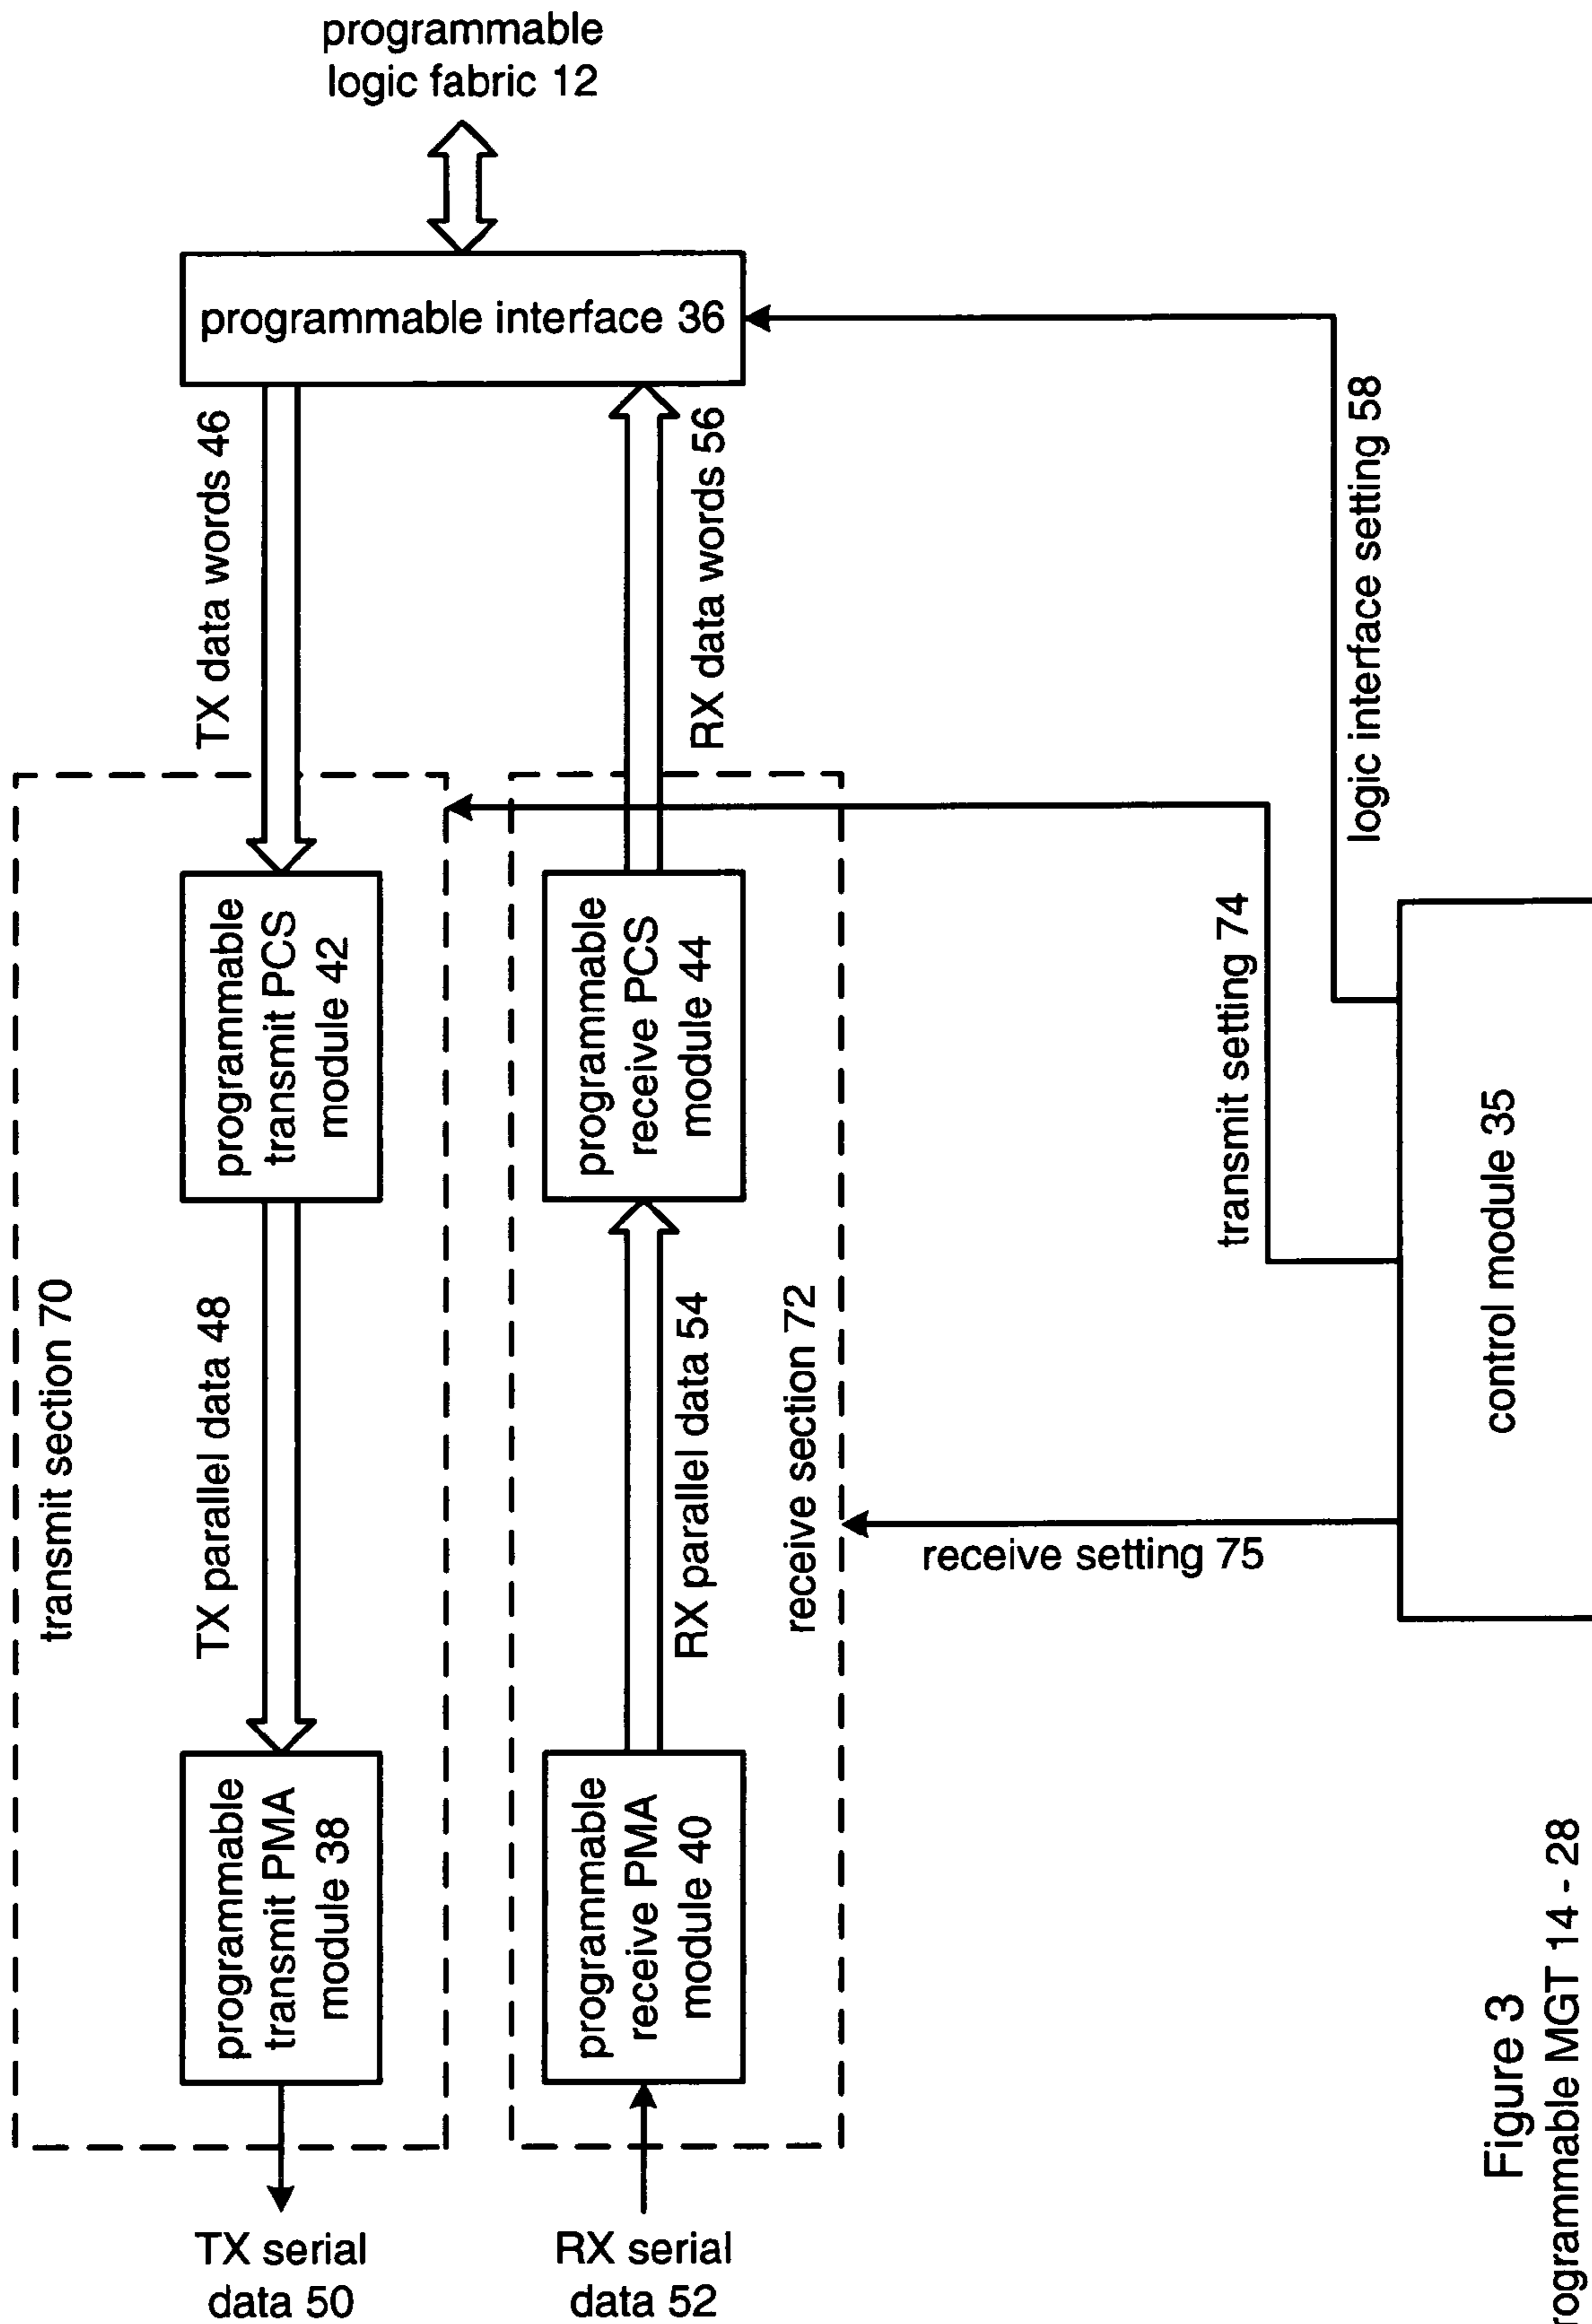 programmable
logic fabric 12
programmable interface 36
TX data words 46
RX data words 56
logic interface setting 58
programmable
transmit PCS
module 42
programmable
receive PCS
module 44
transmit setting 74
transmit section 70
TX parallel data 48
RX parallel data 54
receive section 72
receive setting 75
control module 35
programmable
transmit PMA
module 38
programmable
receive PMA
module 40
TX serial
data 50
RX serial
data 52
Figure 3
rogrammable MGT 14 - 28